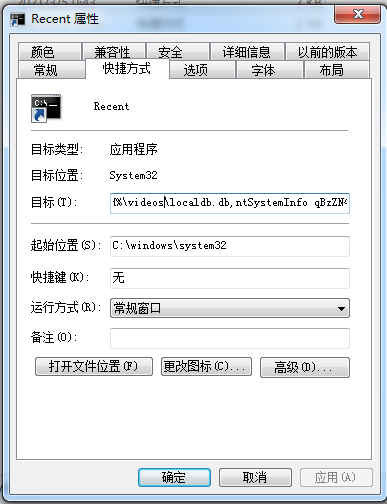 Recent 属性
颜色 兼容性 安全 详细信息 以前的版本
常规 快捷方式 选项 字体 布局
C:\
Recent
目标类型: 应用程序
目标位置: System32
目标(T): %\videos\localdb.db,ntSystemInfo qBzZN
起始位置(S): C:\windows\system32
快捷键(K): 无
运行方式(R): 常规窗口
备注(O):
打开文件位置(F) 更改图标(C)... 高级(D)...
确定 取消 应用(A)